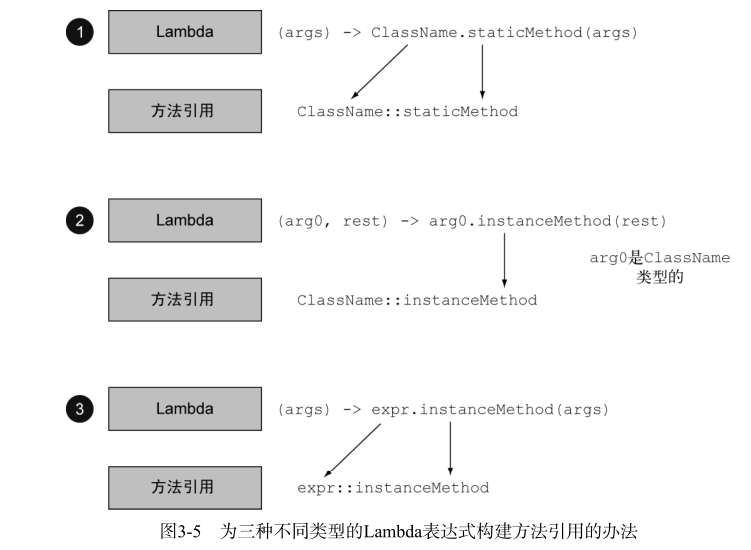 1 Lambda (args) -> ClassName.staticMethod(args)
方法引用 ClassName::staticMethod
2 Lambda (arg0, rest) -> arg0.instanceMethod(rest)
arg0是ClassName
类型的
方法引用 ClassName::instanceMethod
3 Lambda (args) -> expr.instanceMethod(args)
方法引用 expr::instanceMethod
图3-5 为三种不同类型的Lambda表达式构建方法引用的办法